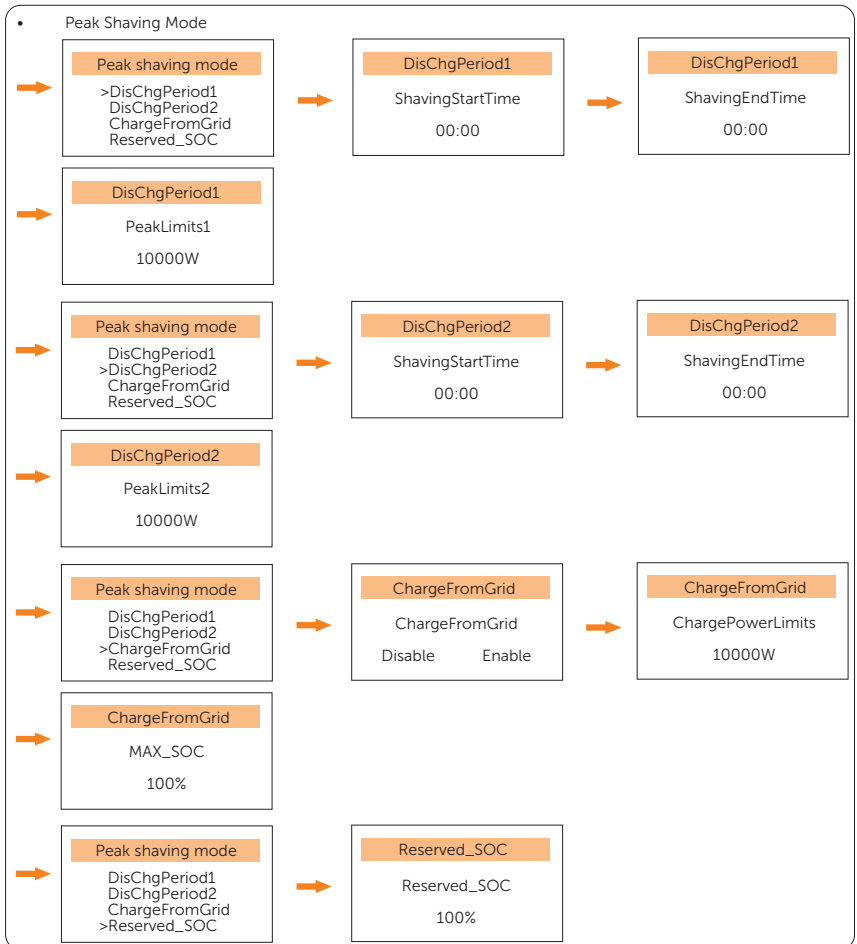 • Peak Shaving Mode
Peak shaving mode
>DisChgPeriod1
DisChgPeriod2
ChargeFromGrid
Reserved_SOC
DisChgPeriod1
ShavingStartTime
00:00
DisChgPeriod1
ShavingEndTime
00:00
DisChgPeriod1
PeakLimits1
10000W
Peak shaving mode
DisChgPeriod1
>DisChgPeriod2
ChargeFromGrid
Reserved_SOC
DisChgPeriod2
ShavingStartTime
00:00
DisChgPeriod2
ShavingEndTime
00:00
DisChgPeriod2
PeakLimits2
10000W
Peak shaving mode
DisChgPeriod1
DisChgPeriod2
>ChargeFromGrid
Reserved_SOC
ChargeFromGrid
ChargeFromGrid
Disable Enable
ChargeFromGrid
ChargePowerLimits
10000W
ChargeFromGrid
MAX_SOC
100%
Peak shaving mode
DisChgPeriod1
DisChgPeriod2
ChargeFromGrid
>Reserved_SOC
Reserved_SOC
Reserved_SOC
100%